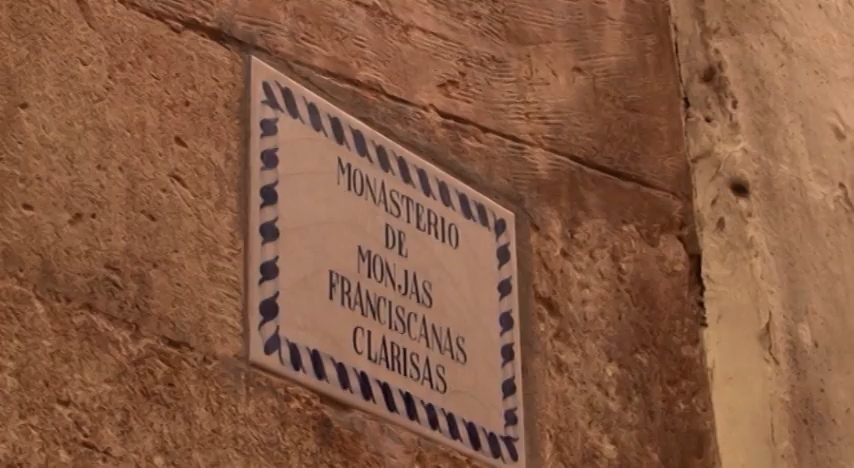 MONASTERIO
DE
MONJAS
FRANCISCANAS
CLARISAS